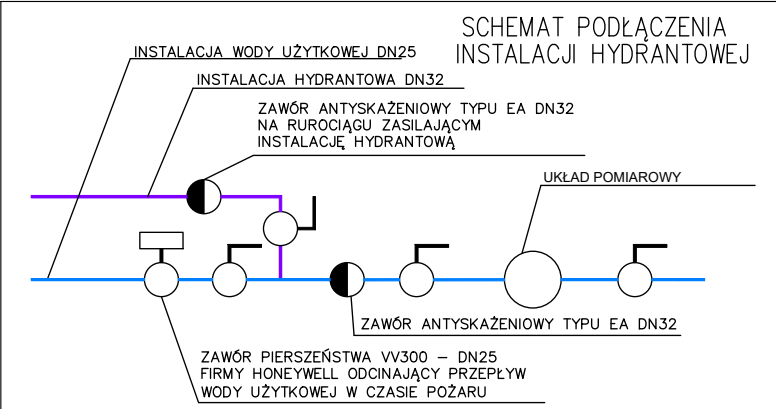 SCHEMAT PODŁĄCZENIA
INSTALACJI HYDRANTOWEJ
INSTALACJA WODY UŻYTKOWEJ DN25
INSTALACJA HYDRANTOWA DN32
ZAWÓR ANTYSKAŻENIOWY TYPU EA DN32
NA RUROCIĄGU ZASILAJĄCYM
INSTALACJĘ HYDRANTOWĄ
UKŁAD POMIAROWY
ZAWÓR ANTYSKAŻENIOWY TYPU EA DN32
ZAWÓR PIERSZEŃSTWA VV300 – DN25
FIRMY HONEYWELL ODCINAJĄCY PRZEPŁYW
WODY UŻYTKOWEJ W CZASIE POŻARU